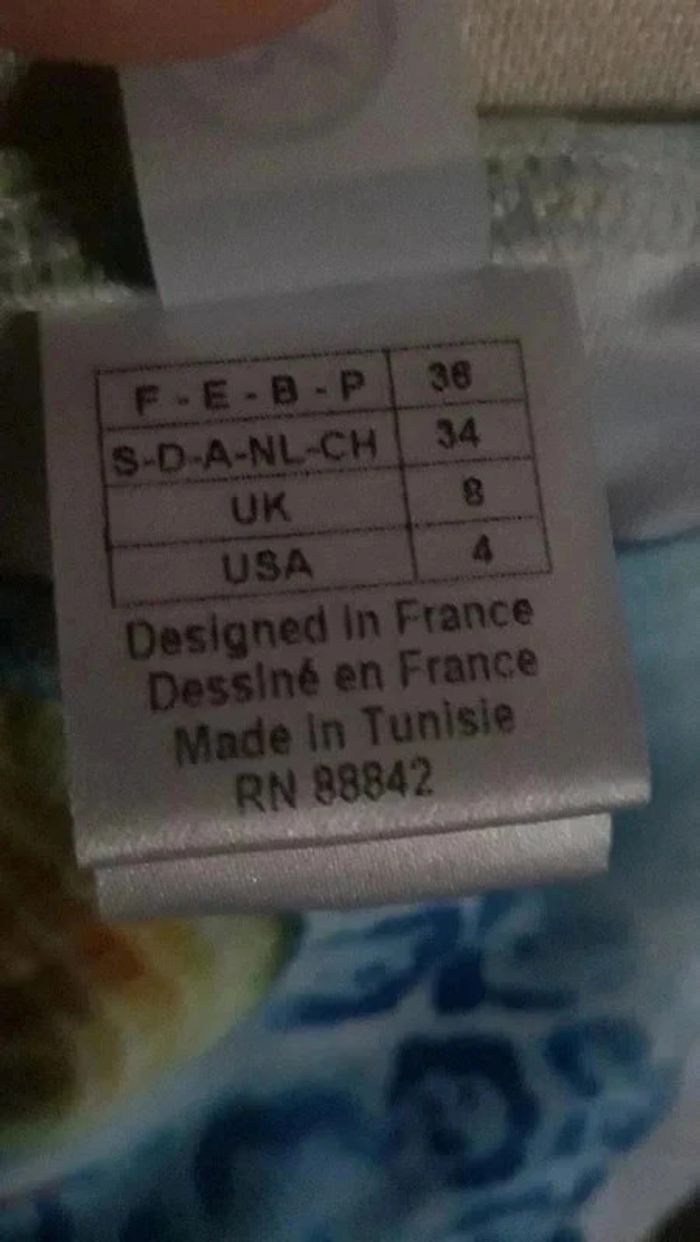 F - E - B - P 36
S-D-A-NL-CH 34
UK 8
USA 4
Designed in France
Dessiné en France
Made in Tunisie
RN 88842